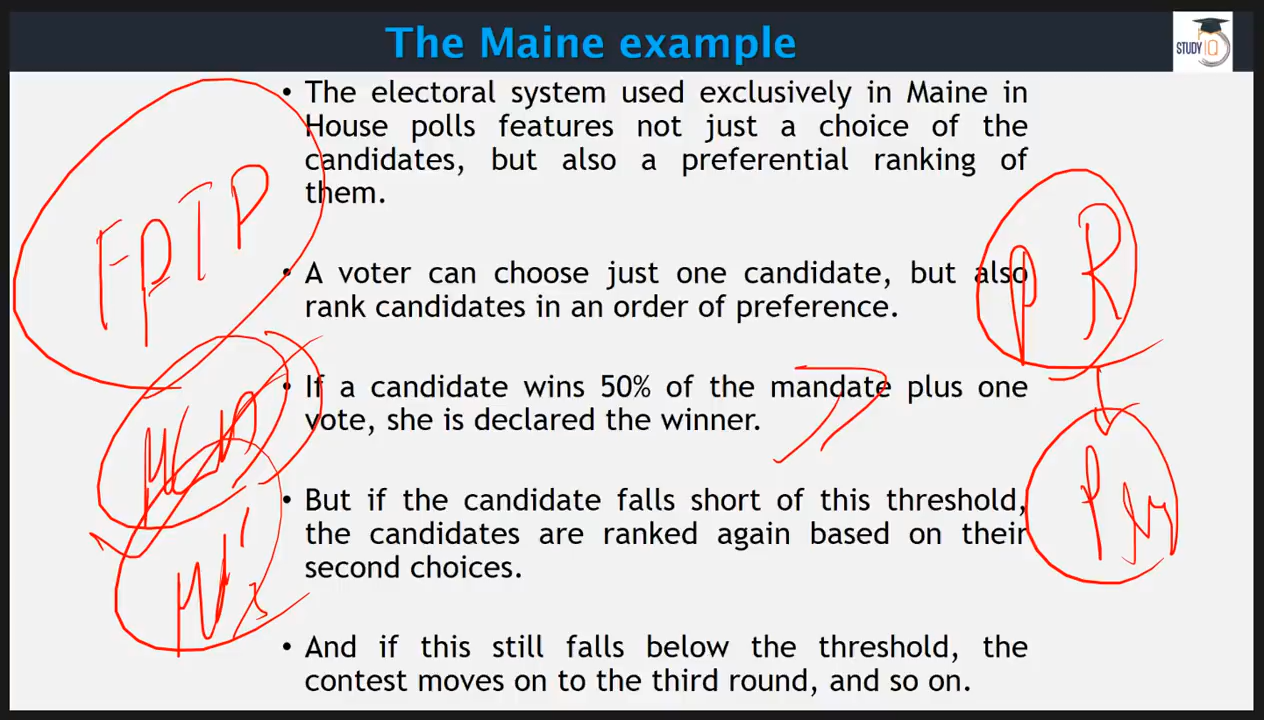 The Maine example
STUDY IQ
• The electoral system used exclusively in Maine in
House polls features not just a choice of the
candidates, but also a preferential ranking of
them.
FPTP
PR
• A voter can choose just one candidate, but also
rank candidates in an order of preference.
• If a candidate wins 50% of the mandate plus one
vote, she is declared the winner.
• But if the candidate falls short of this threshold,
the candidates are ranked again based on their
second choices.
• And if this still falls below the threshold, the
contest moves on to the third round, and so on.